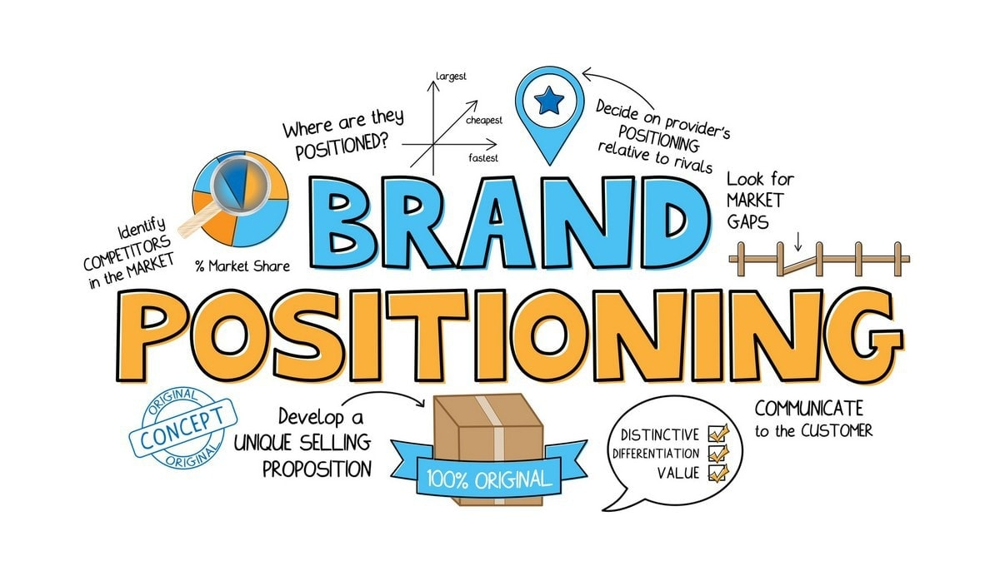 largest
cheapest
fastest
Where are they
POSITIONED?
Decide on provider's
POSITIONING
relative to rivals
Look for
MARKET
GAPS
Identify
COMPETITORS
in the MARKET
% Market Share
BRAND
POSITIONING
ORIGINAL
CONCEPT
ORIGINAL
Develop a
UNIQUE SELLING
PROPOSITION
100% ORIGINAL
DISTINCTIVE
DIFFERENTIATION
VALUE
COMMUNICATE
to the CUSTOMER